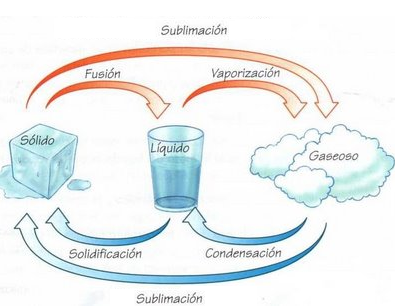 Sublimación
Fusión
Vaporización
Sólido
Líquido
Gaseoso
Solidificación
Condensación
Sublimación